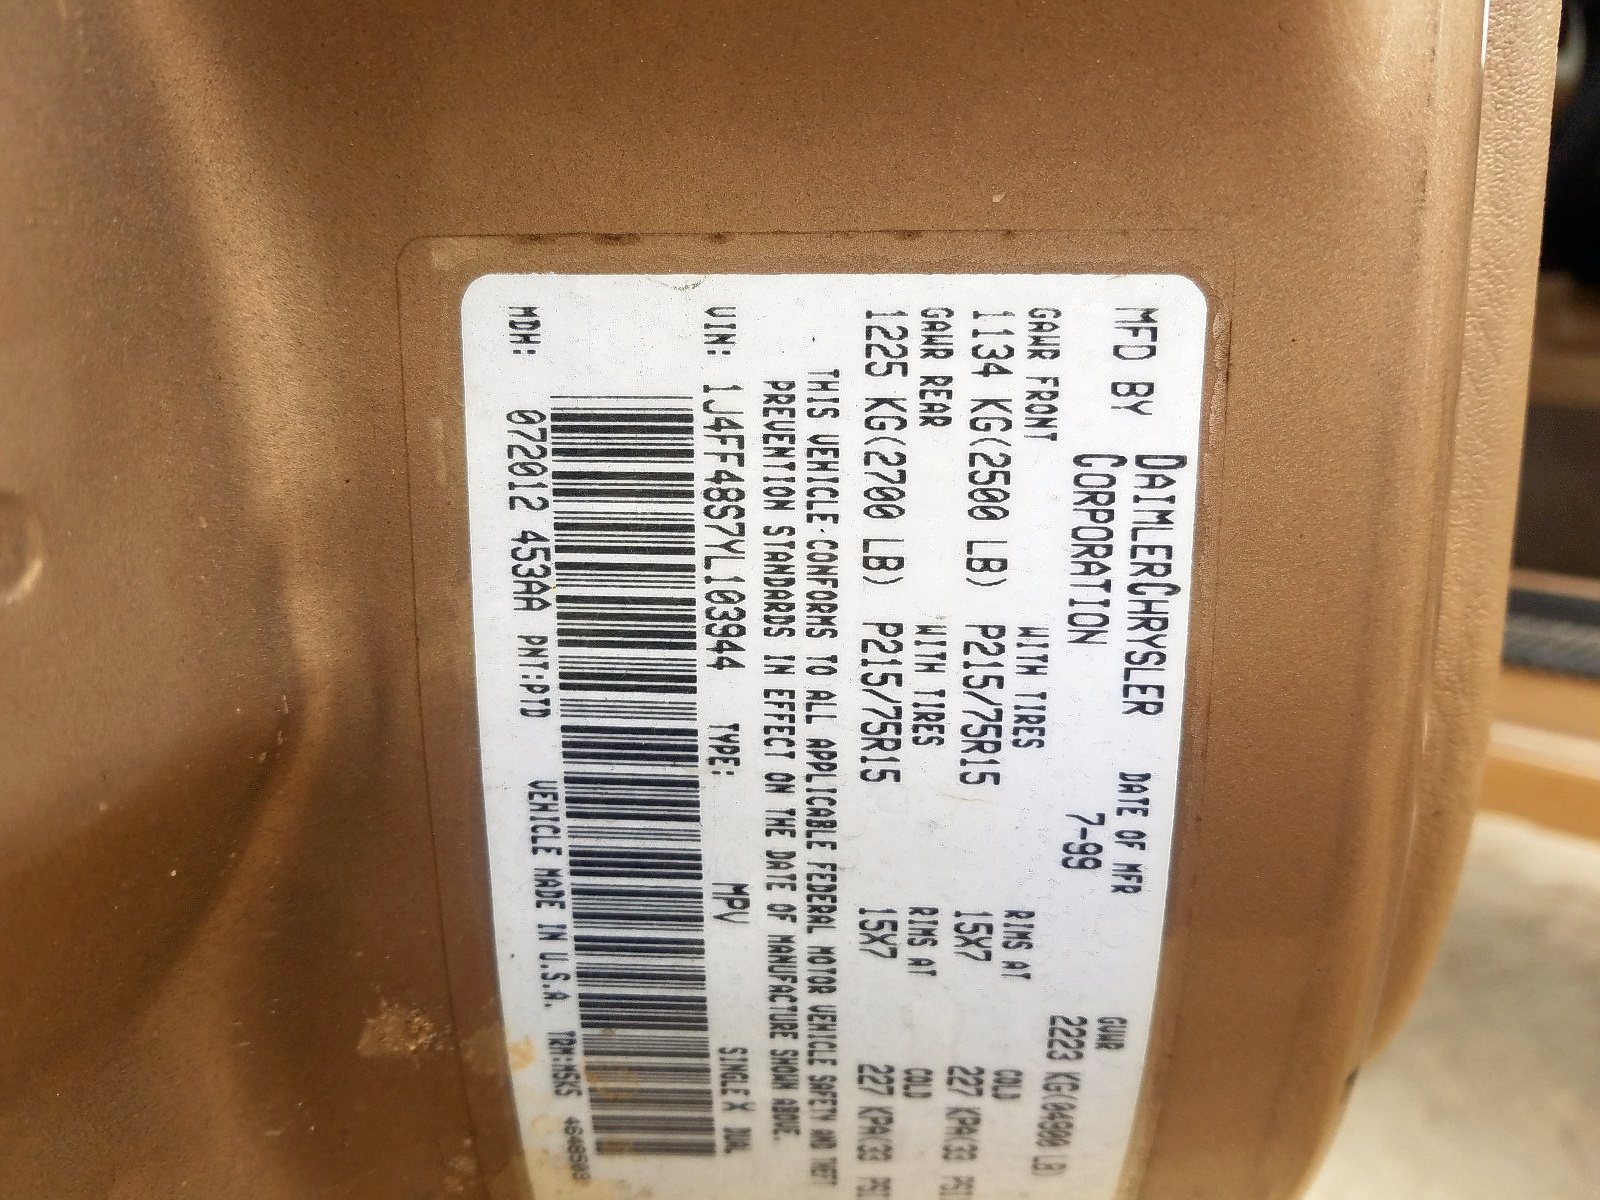 MFD BY DAIMLERCHRYSLER CORPORATION DATE OF MFR 7-99 GVWR 2223 KG(04900 LB)
GAWR FRONT WITH TIRES RIMS AT COLD
1134 KG(2500 LB) P215/75R15 15X7 227 KPA(33 PSI
GAWR REAR WITH TIRES RIMS AT COLD
1225 KG(2700 LB) P215/75R15 15X7 227 KPA(33 PSI
THIS VEHICLE CONFORMS TO ALL APPLICABLE FEDERAL MOTOR VEHICLE SAFETY AND THEFT
PREVENTION STANDARDS IN EFFECT ON THE DATE OF MANUFACTURE SHOWN ABOVE.
VIN: 1J4FF48S7YL103944 TYPE: MPV SINGLE X DUAL
MDH: 072012 453AA PNT:PTD VEHICLE MADE IN U.S.A. TRM:M5K5 4648503